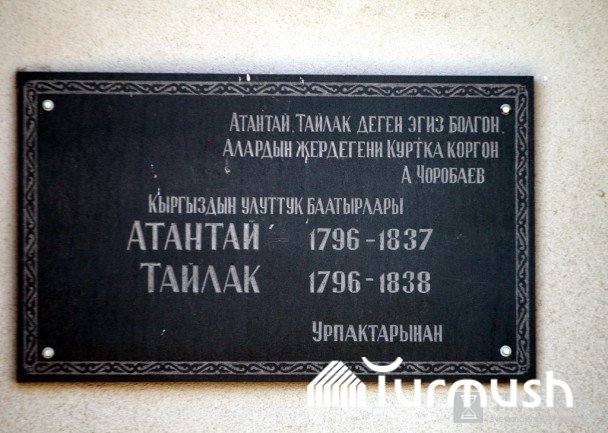 Атантай, Тайлак деген эгиз болгон,
Алардын жердегени Куртка коргон
А Чоробаев
Кыргыздын улуттук баатырлары
Атантай 1796-1837
Тайлак 1796-1838
Урпактарынан
Turmush